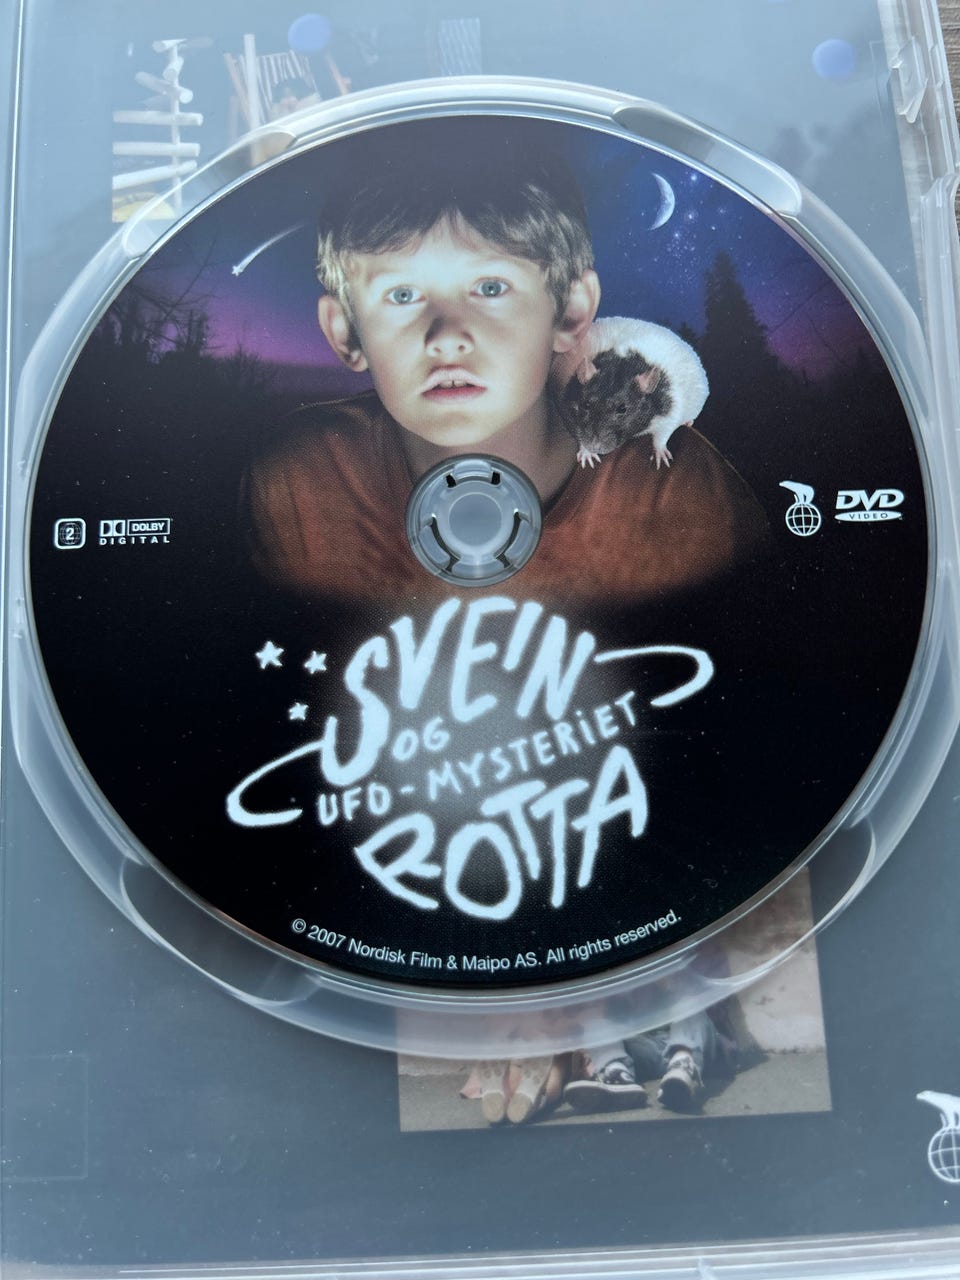 2
DOLBY
DIGITAL
DVD
VIDEO
SVEIN
OG
UFO-MYSTERIET
ROTTA
© 2007 Nordisk Film & Maipo AS. All rights reserved.